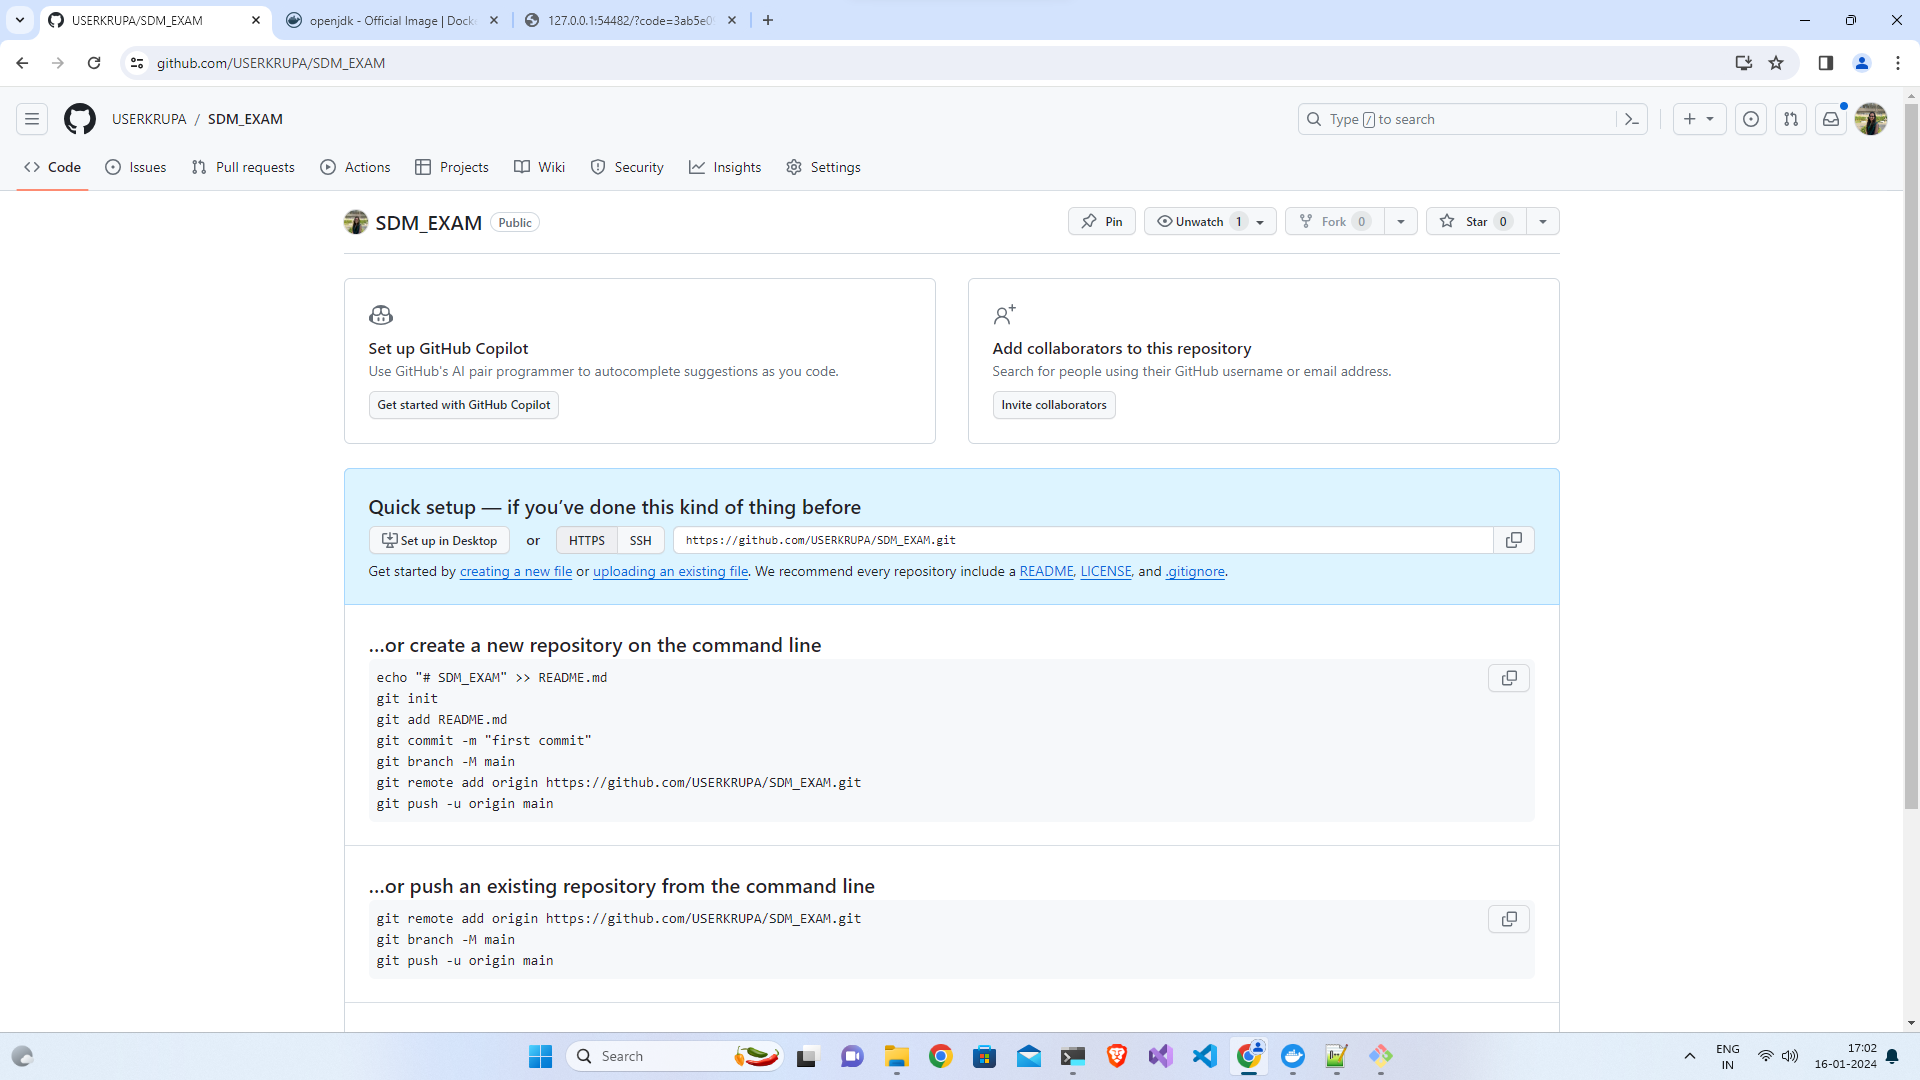 USERKRUPA/SDM_EXAM
openjdk - Official Image | Docke
127.0.0.1:54482/?code=3ab5e0
github.com/USERKRUPA/SDM_EXAM
USERKRUPA / SDM_EXAM
Type / to search
Code
Issues
Pull requests
Actions
Projects
Wiki
Security
Insights
Settings
SDM_EXAM Public
Pin
Unwatch 1
Fork 0
Star 0
Set up GitHub Copilot
Use GitHub's AI pair programmer to autocomplete suggestions as you code.
Get started with GitHub Copilot
Add collaborators to this repository
Search for people using their GitHub username or email address.
Invite collaborators
Quick setup — if you’ve done this kind of thing before
Set up in Desktop or HTTPS SSH https://github.com/USERKRUPA/SDM_EXAM.git
Get started by creating a new file or uploading an existing file. We recommend every repository include a README, LICENSE, and .gitignore.
…or create a new repository on the command line
echo "# SDM_EXAM" >> README.md
git init
git add README.md
git commit -m "first commit"
git branch -M main
git remote add origin https://github.com/USERKRUPA/SDM_EXAM.git
git push -u origin main
…or push an existing repository from the command line
git remote add origin https://github.com/USERKRUPA/SDM_EXAM.git
git branch -M main
git push -u origin main
Search
ENG
IN
17:02
16-01-2024